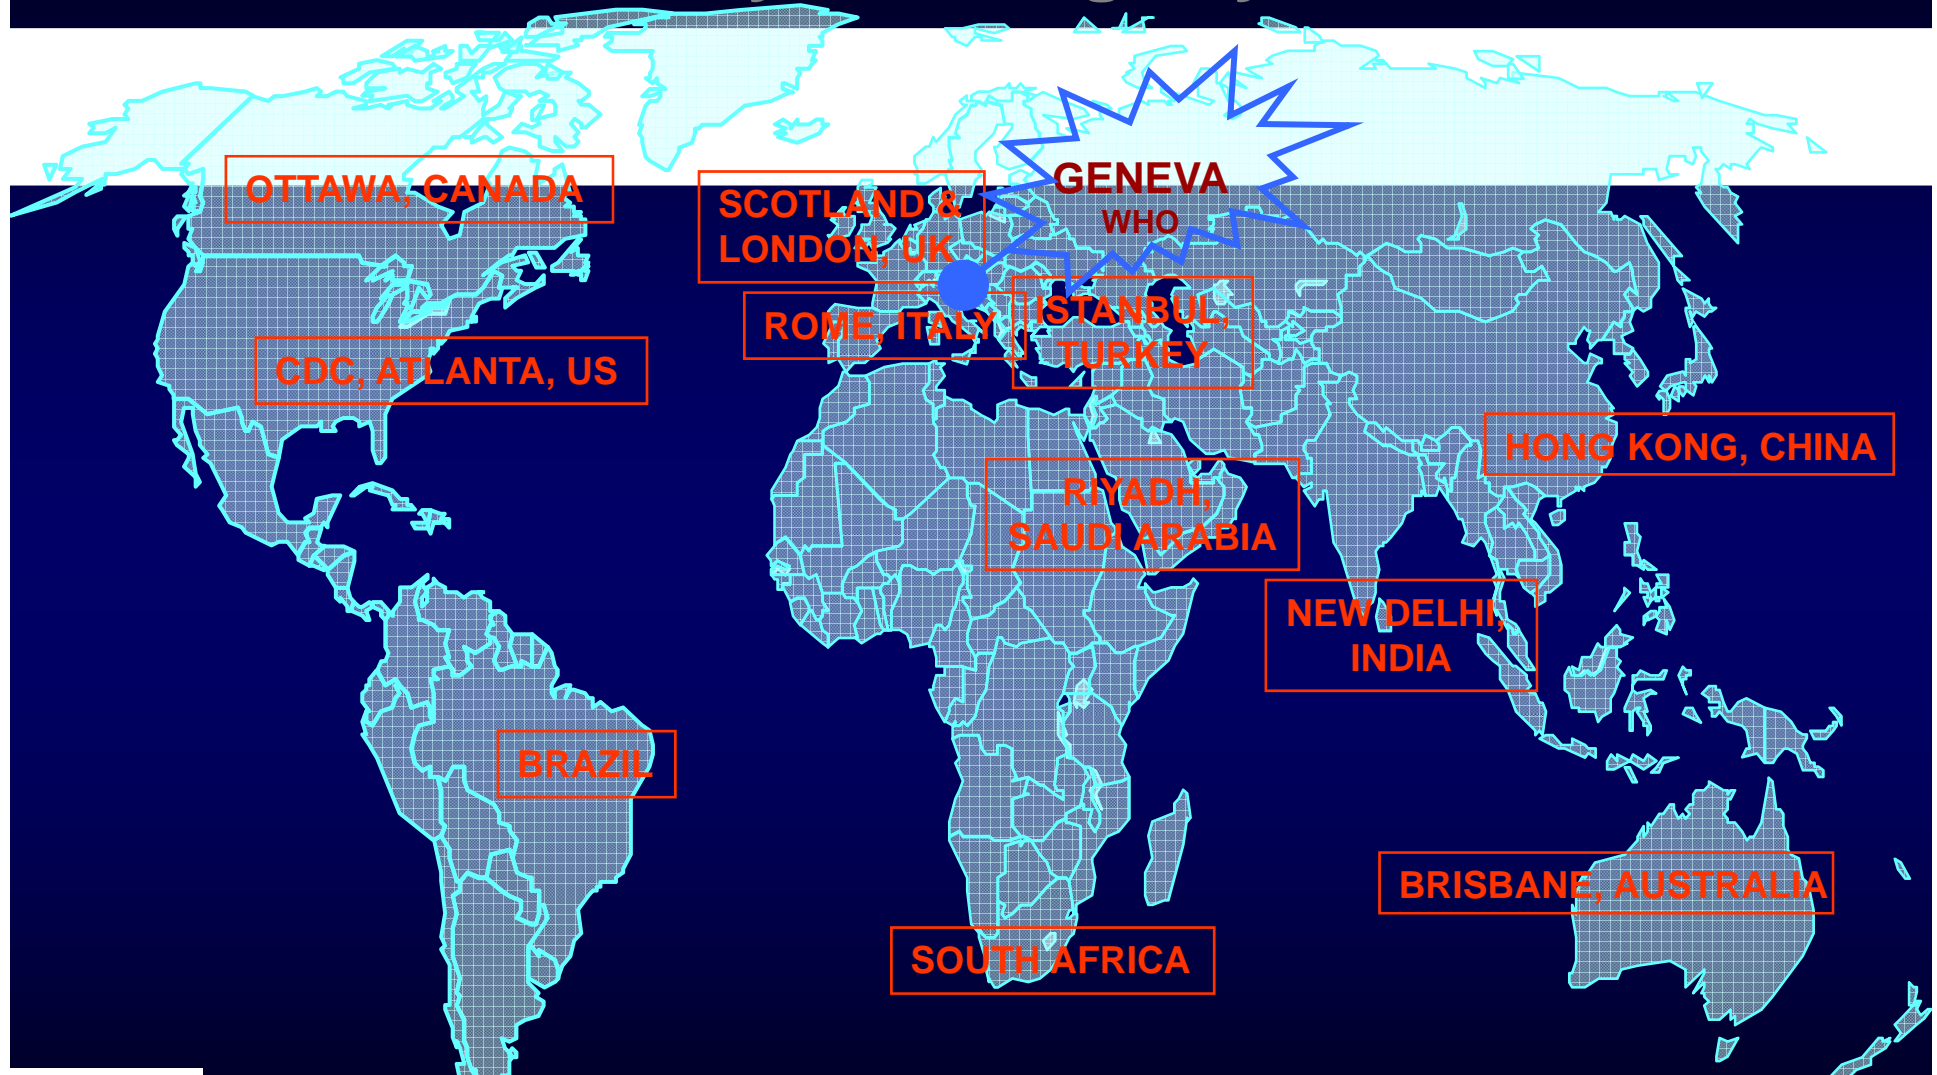 GENEVA
WHO
OTTAWA, CANADA
SCOTLAND &
LONDON, UK
ROME, ITALY
ISTANBUL,
TURKEY
CDC, ATLANTA, US
HONG KONG, CHINA
RIYADH,
SAUDI ARABIA
NEW DELHI,
INDIA
BRAZIL
BRISBANE, AUSTRALIA
SOUTH AFRICA